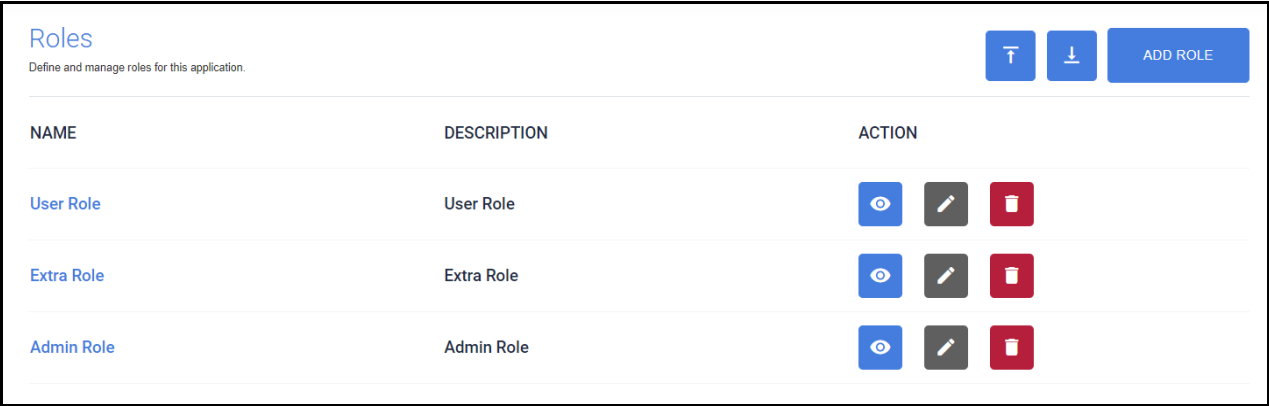 Roles
Define and manage roles for this application.
ADD ROLE
NAME DESCRIPTION ACTION
User Role User Role
Extra Role Extra Role
Admin Role Admin Role